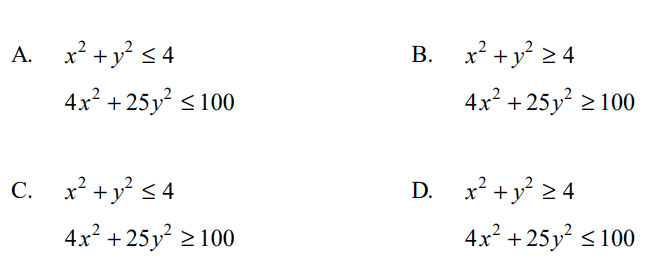 A. x² + y² ≤ 4 B. x² + y² ≥ 4
4x² + 25y² ≤ 100 4x² + 25y² ≥ 100
C. x² + y² ≤ 4 D. x² + y² ≥ 4
4x² + 25y² ≥ 100 4x² + 25y² ≤ 100